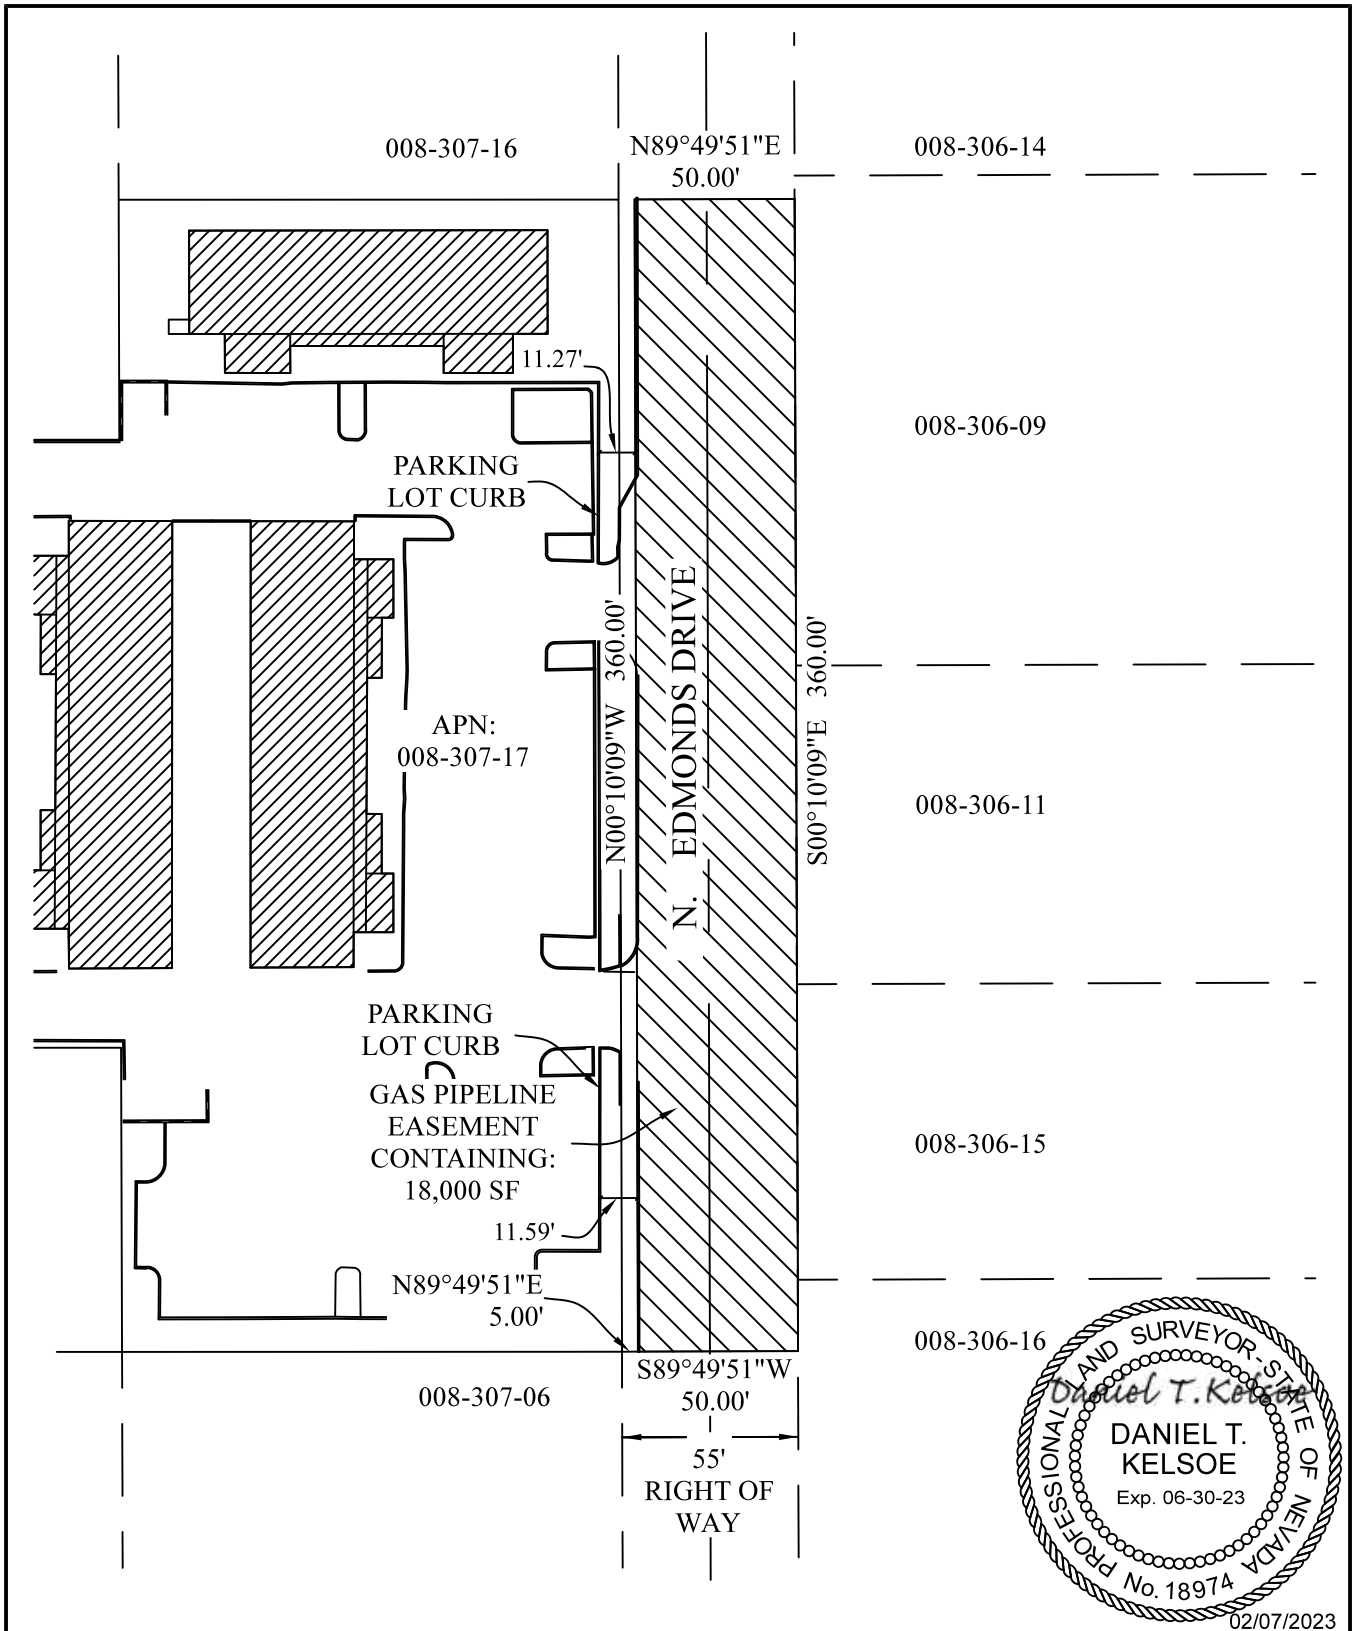 008-307-16
N89°49'51"E
50.00'
008-306-14
11.27'
008-306-09
PARKING
LOT CURB
N00°10'09"W 360.00'
N. EDMONDS DRIVE
S00°10'09"E 360.00'
APN:
008-307-17
008-306-11
PARKING
LOT CURB
GAS PIPELINE
EASEMENT
CONTAINING:
18,000 SF
008-306-15
11.59'
N89°49'51"E
5.00'
008-306-16
S89°49'51"W
50.00'
008-307-06
55'
RIGHT OF
WAY
PROFESSIONAL LAND SURVEYOR-STATE OF NEVADA
Daniel T. Kelsoe
DANIEL T.
KELSOE
Exp. 06-30-23
No. 18974
02/07/2023